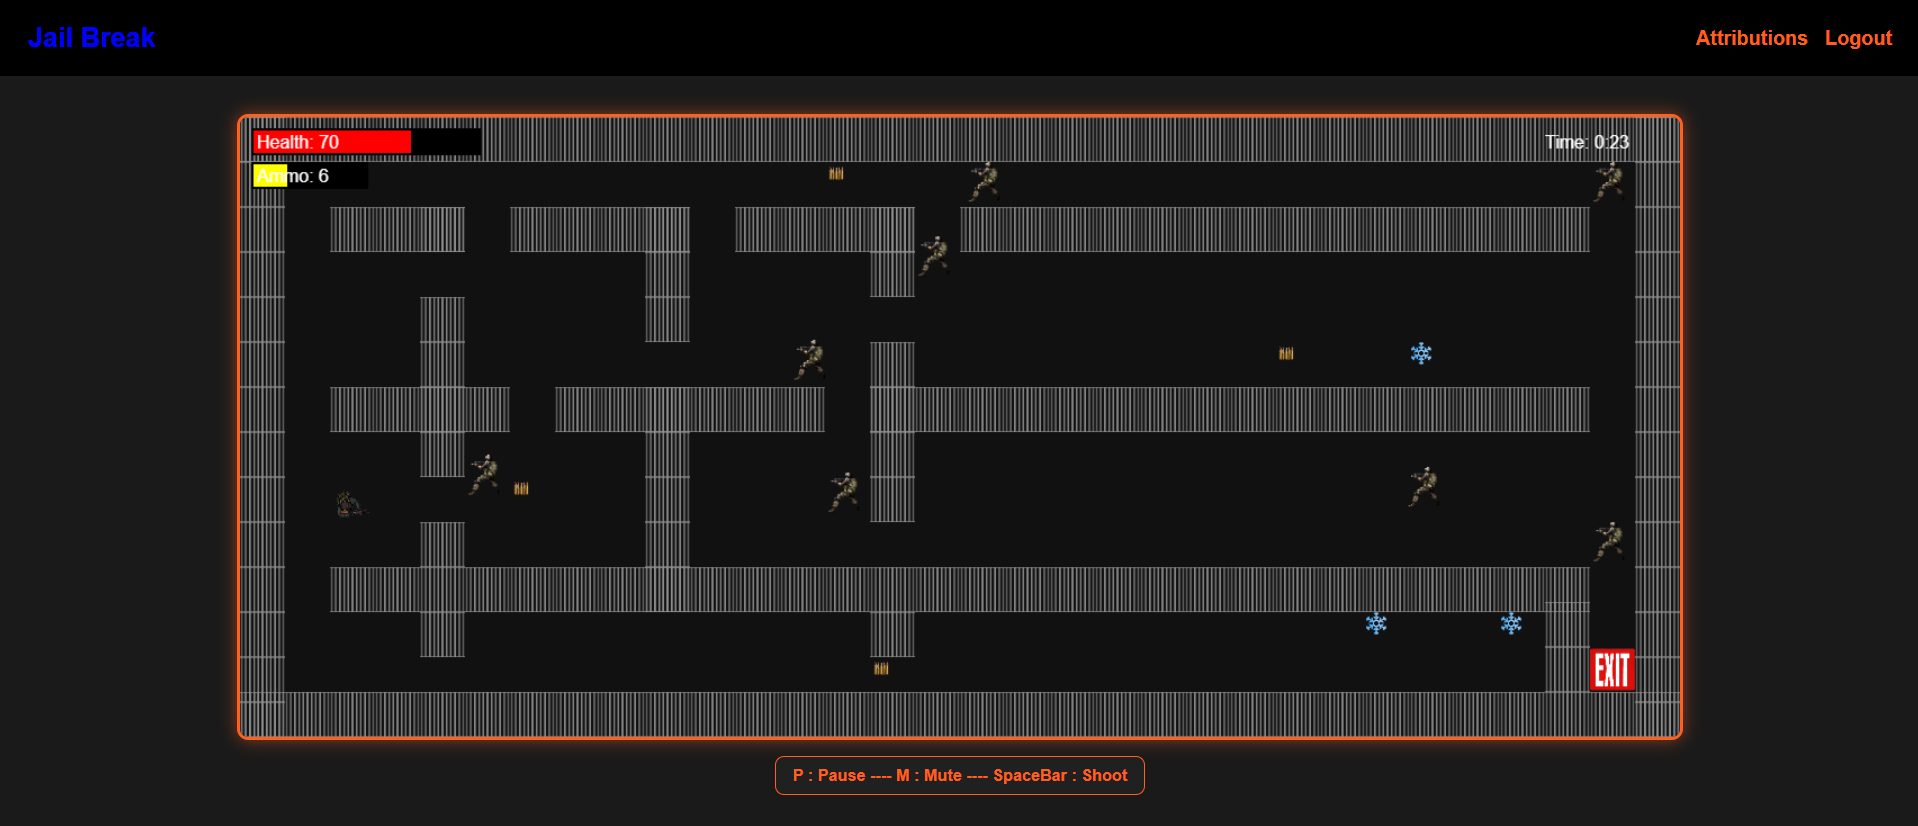 Jail Break
Attributions Logout
Health: 70
Time: 0:23
Ammo: 6
EXIT
P : Pause ---- M : Mute ---- SpaceBar : Shoot